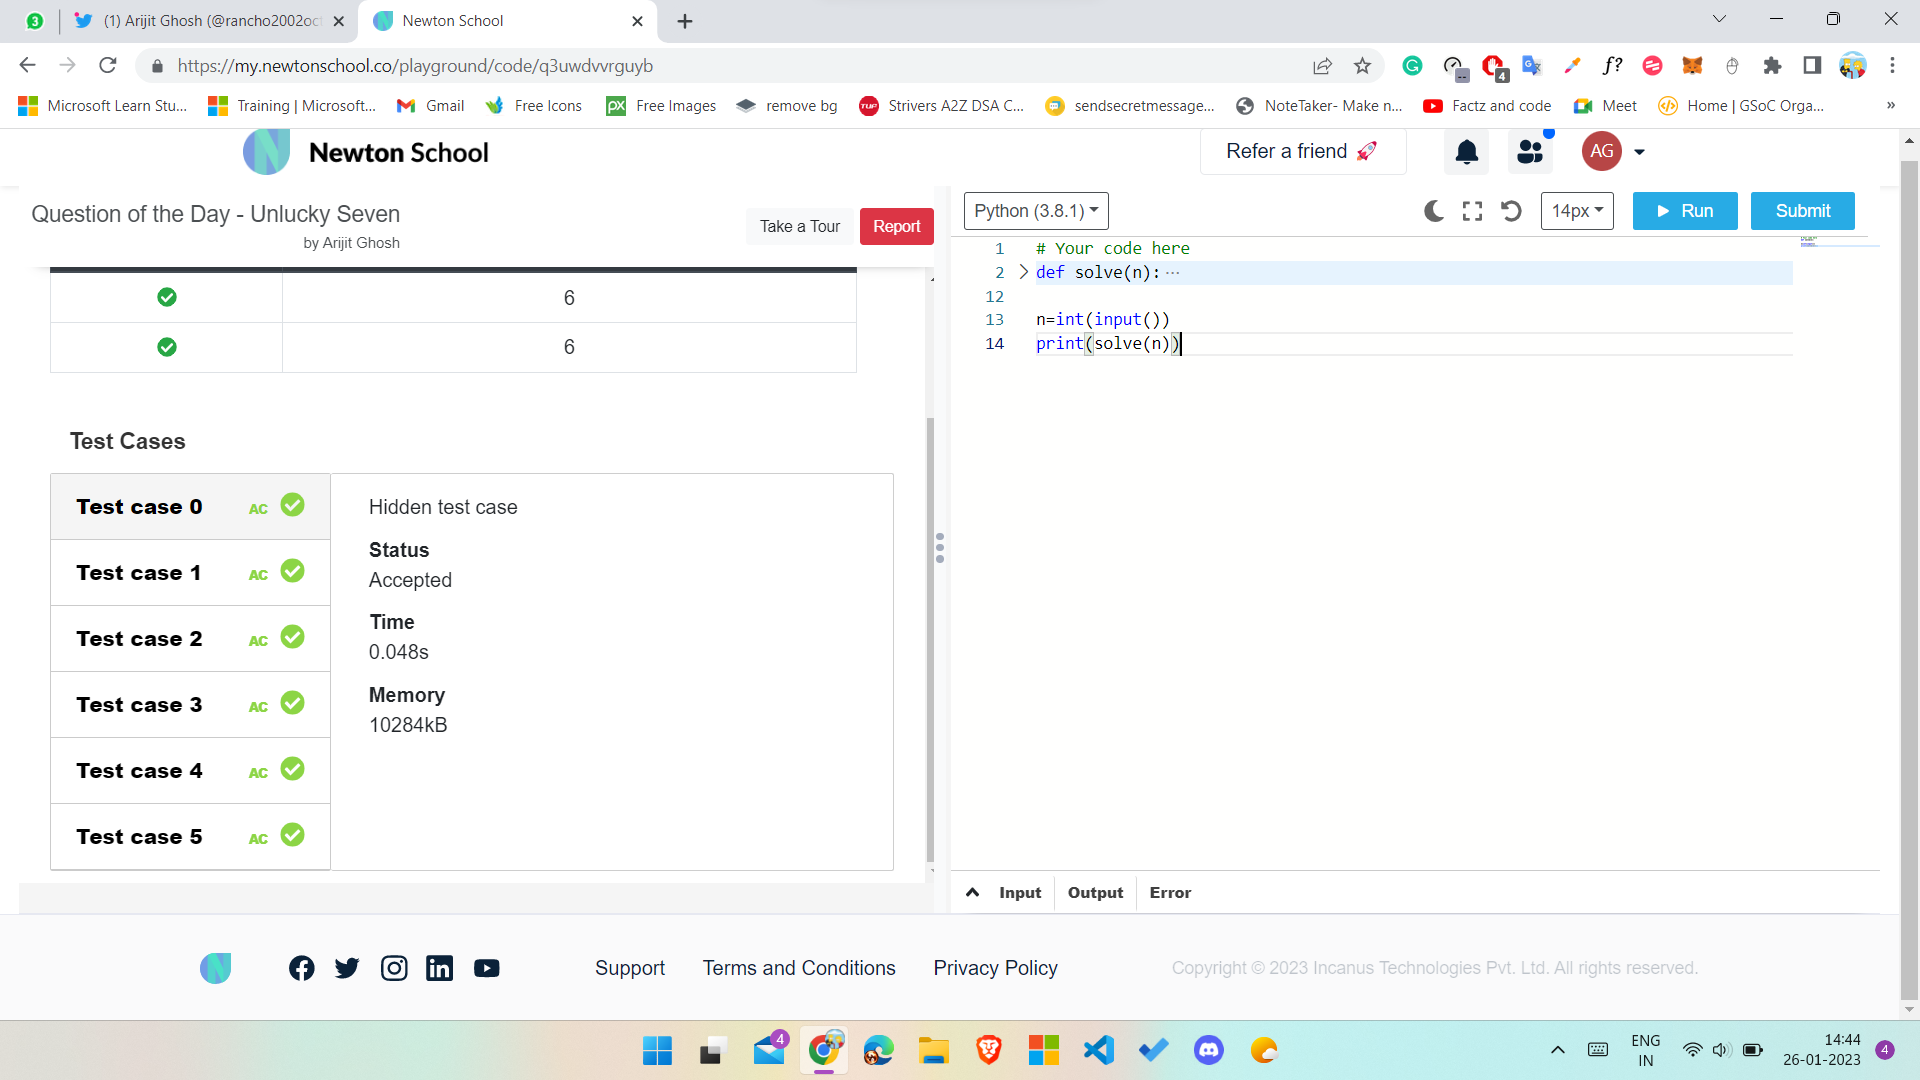 3
(1) Arijit Ghosh (@rancho2002oc
Newton School
https://my.newtonschool.co/playground/code/q3uwdvvrguyb
4
f?
Microsoft Learn Stu...
Training | Microsoft...
Gmail
Free Icons
px
Free Images
remove bg
TUF
Strivers A2Z DSA C...
sendsecretmessage...
NoteTaker- Make n...
Factz and code
Meet
Home | GSoC Orga...
»
Newton School
Refer a friend 🚀
AG
Question of the Day - Unlucky Seven
by Arijit Ghosh
Take a Tour
Report
Python (3.8.1)
14px
Run
Submit
6
6
Test Cases
Test case 0 AC
Test case 1 AC
Test case 2 AC
Test case 3 AC
Test case 4 AC
Test case 5 AC
Hidden test case
Status
Accepted
Time
0.048s
Memory
10284kB
1 # Your code here
2 def solve(n):···
12
13 n=int(input())
14 print(solve(n))
Input
Output
Error
Support
Terms and Conditions
Privacy Policy
Copyright © 2023 Incanus Technologies Pvt. Ltd. All rights reserved.
4
ENG
IN
14:44
26-01-2023
4